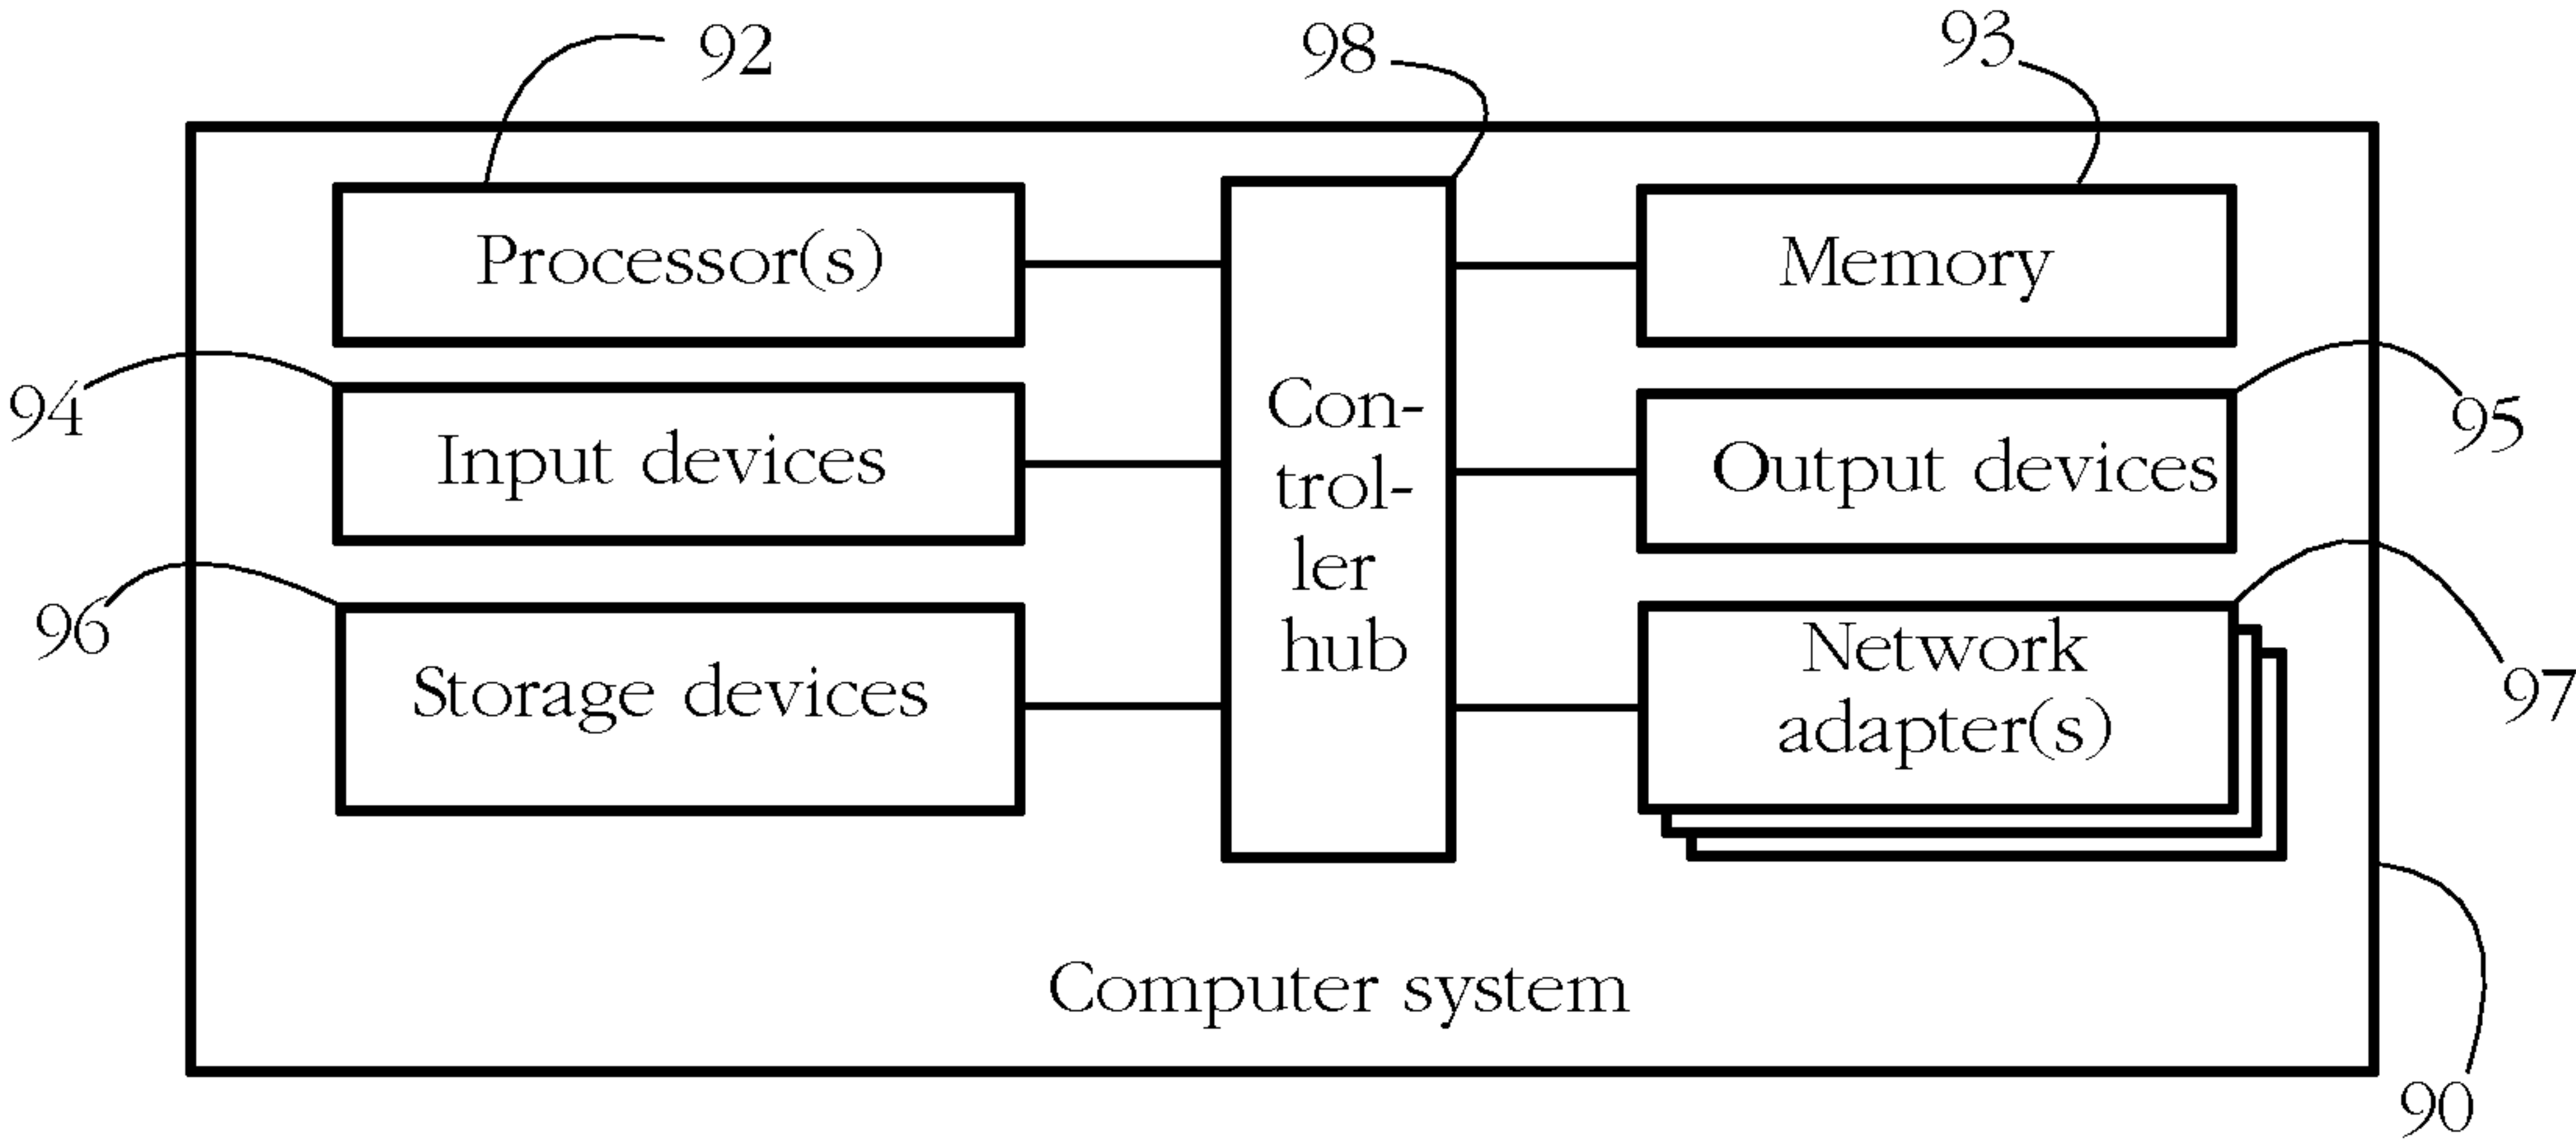 92
98
93
Processor(s)
Memory
94
Input devices
Con-
trol-
ler
hub
Output devices
95
96
Storage devices
Network
adapter(s)
97
Computer system
90